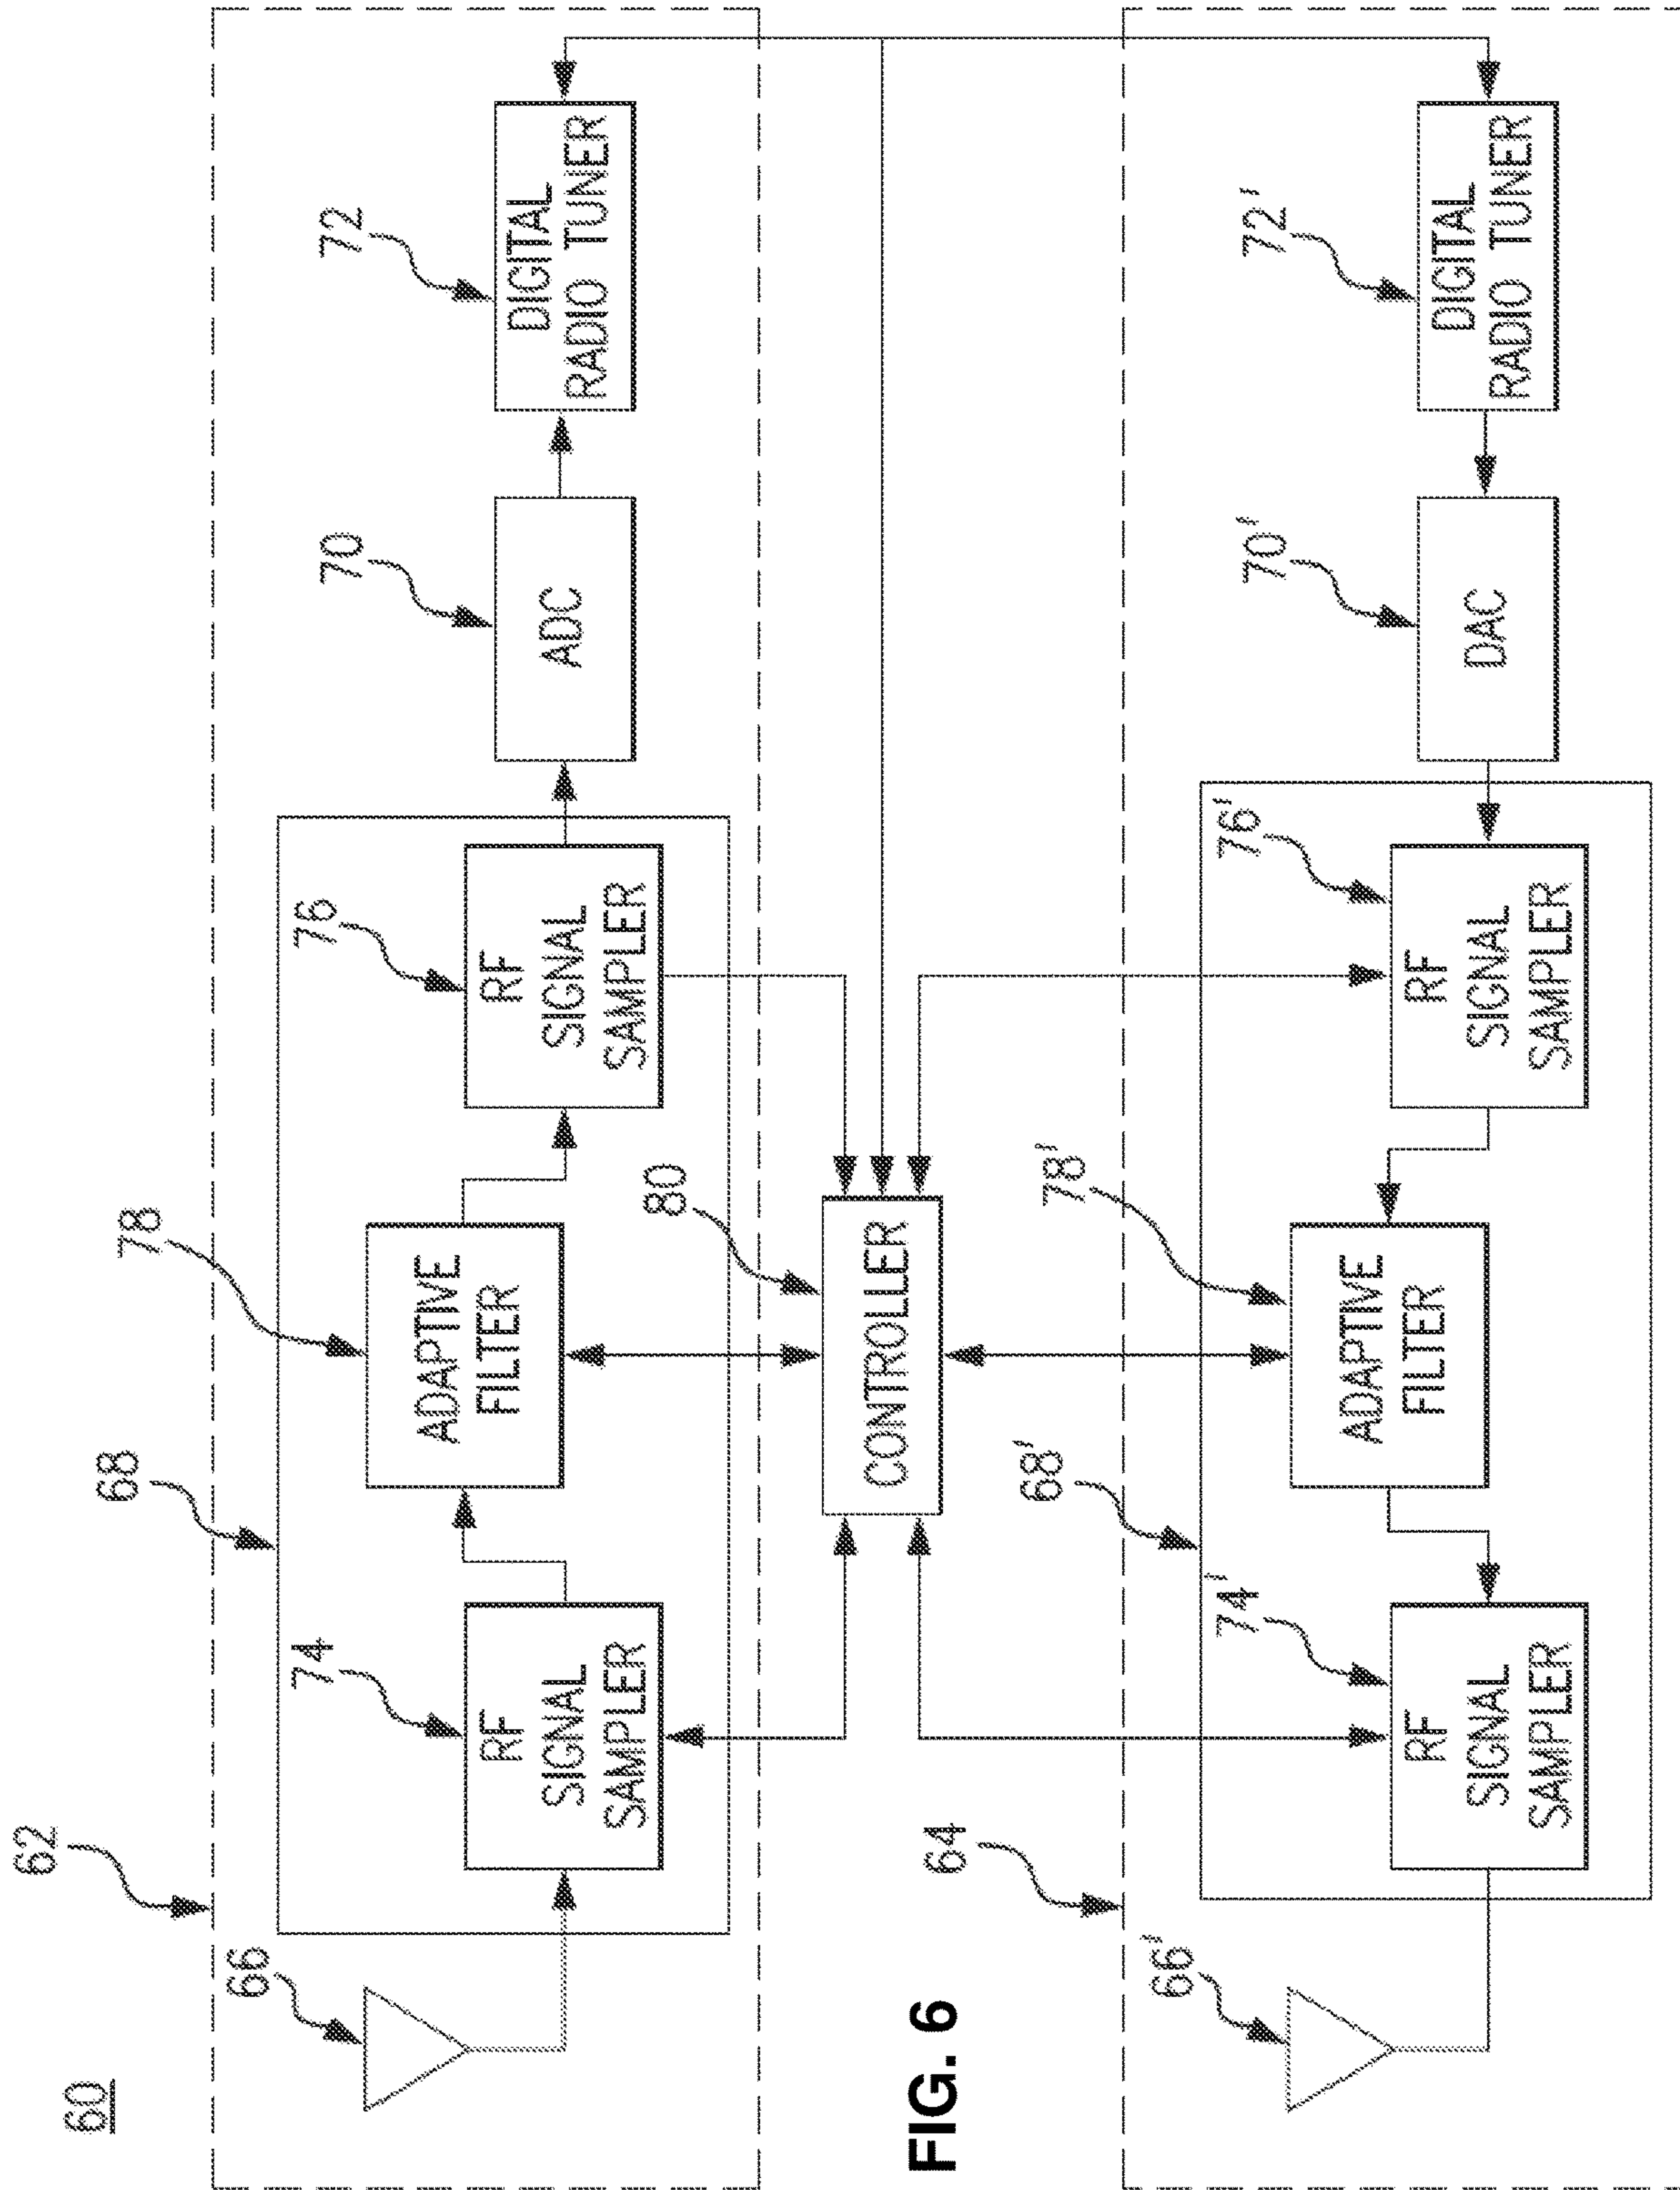 60
62
66
68
74
RF
SIGNAL
SAMPLER
78
ADAPTIVE
FILTER
76
RF
SIGNAL
SAMPLER
70
ADC
72
DIGITAL
RADIO TUNER
80
CONTROLLER
FIG. 6
64
66'
68'
74'
RF
SIGNAL
SAMPLER
78'
ADAPTIVE
FILTER
76'
RF
SIGNAL
SAMPLER
70'
DAC
72'
DIGITAL
RADIO TUNER